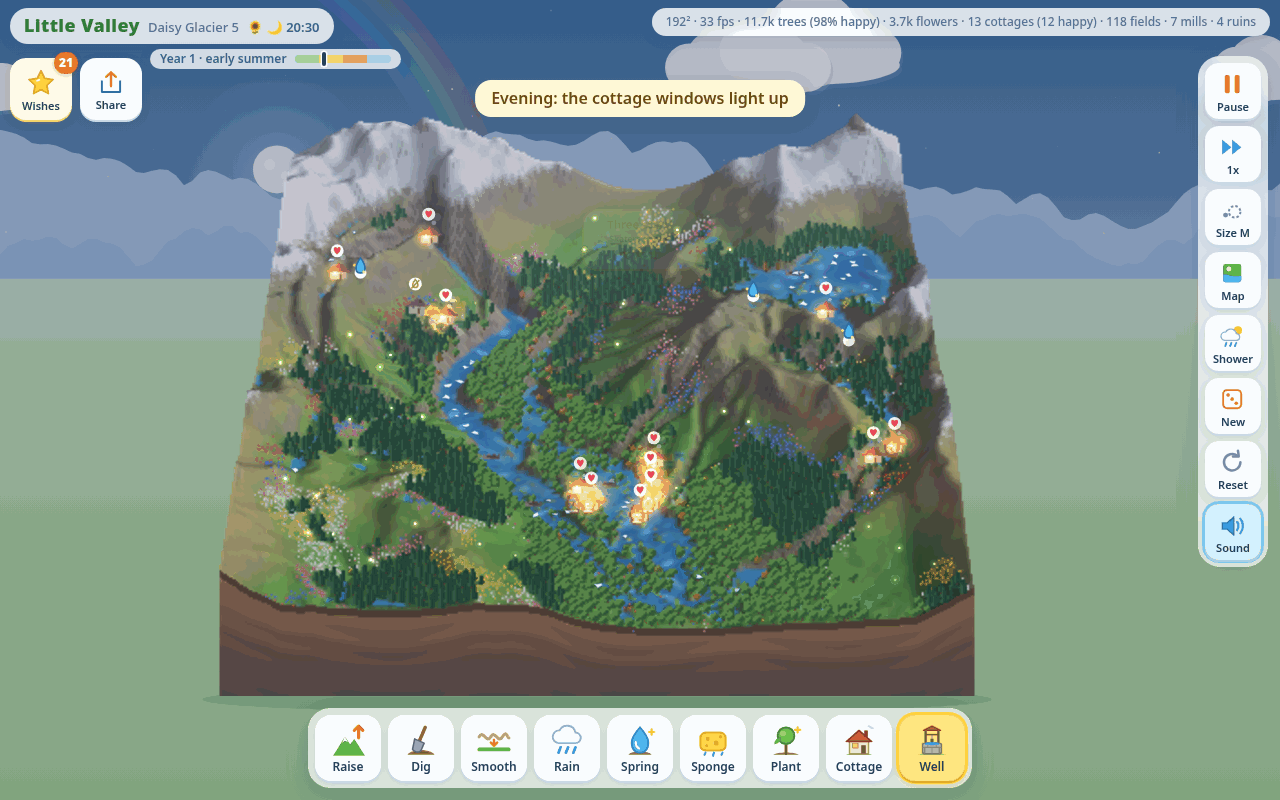 Little Valley Daisy Glacier 5 🌻 🌙 20:30
192² · 33 fps · 11.7k trees (98% happy) · 3.7k flowers · 13 cottages (12 happy) · 118 fields · 7 mills · 4 ruins
Year 1 · early summer
21
Wishes
Share
Evening: the cottage windows light up
Pause
1x
Size M
Map
Shower
New
Reset
Sound
Raise
Dig
Smooth
Rain
Spring
Sponge
Plant
Cottage
Well